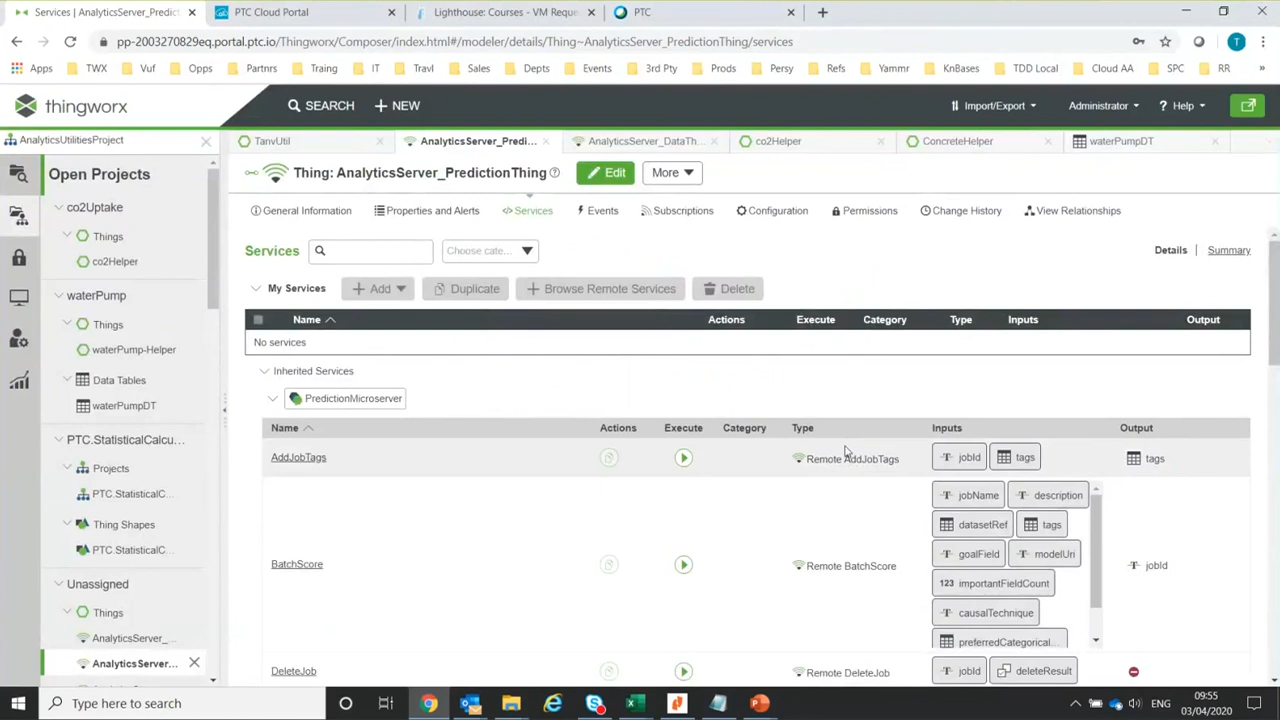 Services | AnalyticsServer_Predictio
PTC Cloud Portal
Lighthouse: Courses - VM Reque
PTC
pp-2003270829eq.portal.ptc.io/Thingworx/Composer/index.html#/modeler/details/Thing~AnalyticsServer_PredictionThing/services
T
Apps TWX Vuf Opps Partnrs Traing IT Travl Sales Depts Events 3rd Pty Prods Persy Refs Yammr KnBases TDD Local Cloud AA SPC RR »
thingworx
SEARCH
NEW
Import/Export
Administrator
Help
AnalyticsUtilitiesProject
TanvUtil
AnalyticsServer_Predi...
AnalyticsServer_DataTh...
co2Helper
ConcreteHelper
waterPumpDT
Open Projects
co2Uptake
Things
co2Helper
waterPump
Things
waterPump-Helper
Data Tables
waterPumpDT
PTC.StatisticalCalcu...
Projects
PTC.StatisticalC...
Thing Shapes
PTC.StatisticalC...
Unassigned
Things
AnalyticsServer_...
AnalyticsServer...
Thing: AnalyticsServer_PredictionThing
Edit
More
General Information
Properties and Alerts
Services
Events
Subscriptions
Configuration
Permissions
Change History
View Relationships
Services
Choose cate...
Details | Summary
My Services
Add
Duplicate
Browse Remote Services
Delete
Name Actions Execute Category Type Inputs Output
No services
Inherited Services
PredictionMicroserver
Name Actions Execute Category Type Inputs Output
AddJobTags Remote AddJobTags jobId tags tags
BatchScore Remote BatchScore jobName description
datasetRef tags
goalField modelUri
123 importantFieldCount
causalTechnique
preferredCategorical...
jobId
DeleteJob Remote DeleteJob jobId deleteResult
Type here to search
ENG
09:55
03/04/2020